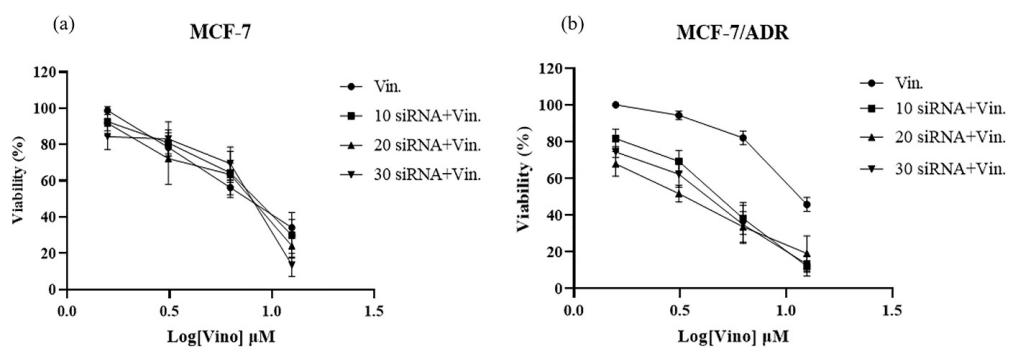 (a)
MCF-7
Viability (%)
120
100
80
60
40
20
0
0.0
0.5
1.0
1.5
Log[Vino] µM
Vin.
10 siRNA+Vin.
20 siRNA+Vin.
30 siRNA+Vin.
(b)
MCF-7/ADR
Viability (%)
120
100
80
60
40
20
0
0.0
0.5
1.0
1.5
Log[Vino] µM
Vin.
10 siRNA+Vin.
20 siRNA+Vin.
30 siRNA+Vin.